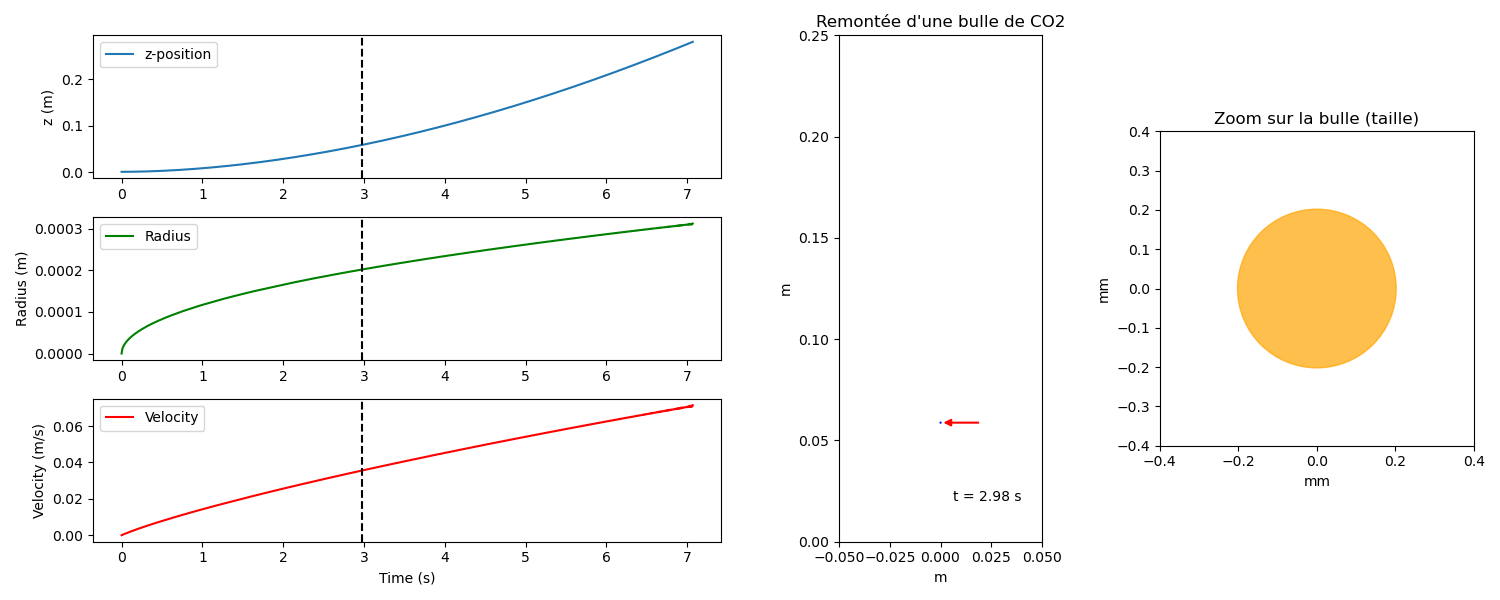 z-position
z (m)
0.2
0.1
0.0
0 1 2 3 4 5 6 7
Radius
Radius (m)
0.0003
0.0002
0.0001
0.0000
0 1 2 3 4 5 6 7
Velocity
Velocity (m/s)
0.06
0.04
0.02
0.00
0 1 2 3 4 5 6 7
Time (s)
Remontée d'une bulle de CO2
m
0.25
0.20
0.15
0.10
0.05
0.00
t = 2.98 s
−0.050 −0.025 0.000 0.025 0.050
m
Zoom sur la bulle (taille)
mm
0.4
0.3
0.2
0.1
0.0
−0.1
−0.2
−0.3
−0.4
−0.4 −0.2 0.0 0.2 0.4
mm